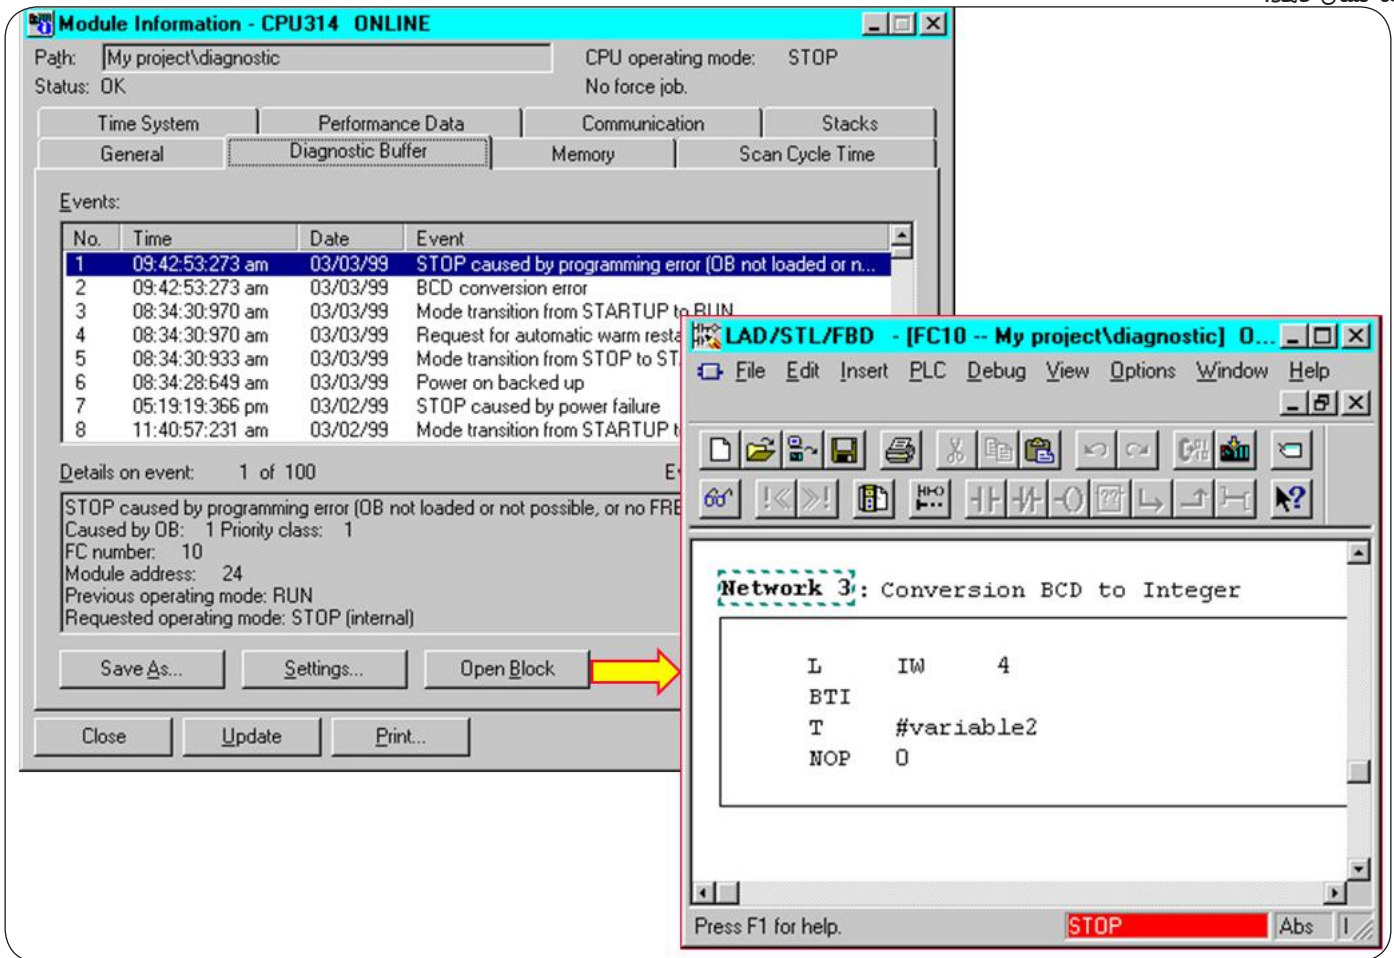 Module Information - CPU314 ONLINE
Path: My project\diagnostic
CPU operating mode: STOP
Status: OK
No force job.
Time System Performance Data Communication Stacks
General Diagnostic Buffer Memory Scan Cycle Time
Events:
No. Time Date Event
1 09:42:53:273 am 03/03/99 STOP caused by programming error (OB not loaded or n...
2 09:42:53:273 am 03/03/99 BCD conversion error
3 08:34:30:970 am 03/03/99 Mode transition from STARTUP to RUN
4 08:34:30:970 am 03/03/99 Request for automatic warm resta
5 08:34:30:933 am 03/03/99 Mode transition from STOP to ST
6 08:34:28:649 am 03/03/99 Power on backed up
7 05:19:19:366 pm 03/02/99 STOP caused by power failure
8 11:40:57:231 am 03/02/99 Mode transition from STARTUP t
Details on event: 1 of 100 E
STOP caused by programming error (OB not loaded or not possible, or no FRE
Caused by OB: 1 Priority class: 1
FC number: 10
Module address: 24
Previous operating mode: RUN
Requested operating mode: STOP (internal)
Save As... Settings... Open Block
Close Update Print...
LAD/STL/FBD - [FC10 -- My project\diagnostic] O...
File Edit Insert PLC Debug View Options Window Help
Network 3: Conversion BCD to Integer
L IW 4
BTI
T #variable2
NOP 0
Press F1 for help. STOP Abs I